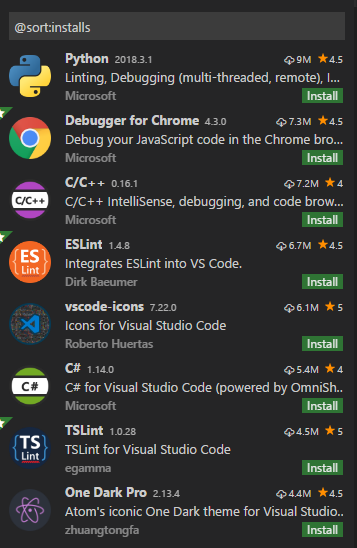 @sort:installs
Python 2018.3.1 9M 4.5
Linting, Debugging (multi-threaded, remote), I...
Microsoft Install
Debugger for Chrome 4.3.0 7.3M 4.5
Debug your JavaScript code in the Chrome bro...
Microsoft Install
C/C++ C/C++ 0.16.1 7.2M 4
C/C++ IntelliSense, debugging, and code brow...
Microsoft Install
ESLint 1.4.8 6.7M 4.5
ES Lint Integrates ESLint into VS Code.
Dirk Baeumer Install
vscode-icons 7.22.0 6.1M 5
Icons for Visual Studio Code
Roberto Huertas Install
C# 1.14.0 5.4M 4
C# C# for Visual Studio Code (powered by OmniSh...
Microsoft Install
TSLint 1.0.28 4.5M 5
TS Lint TSLint for Visual Studio Code
egamma Install
One Dark Pro 2.13.4 4.4M 4.5
Atom's iconic One Dark theme for Visual Studio...
zhuangtongfa Install